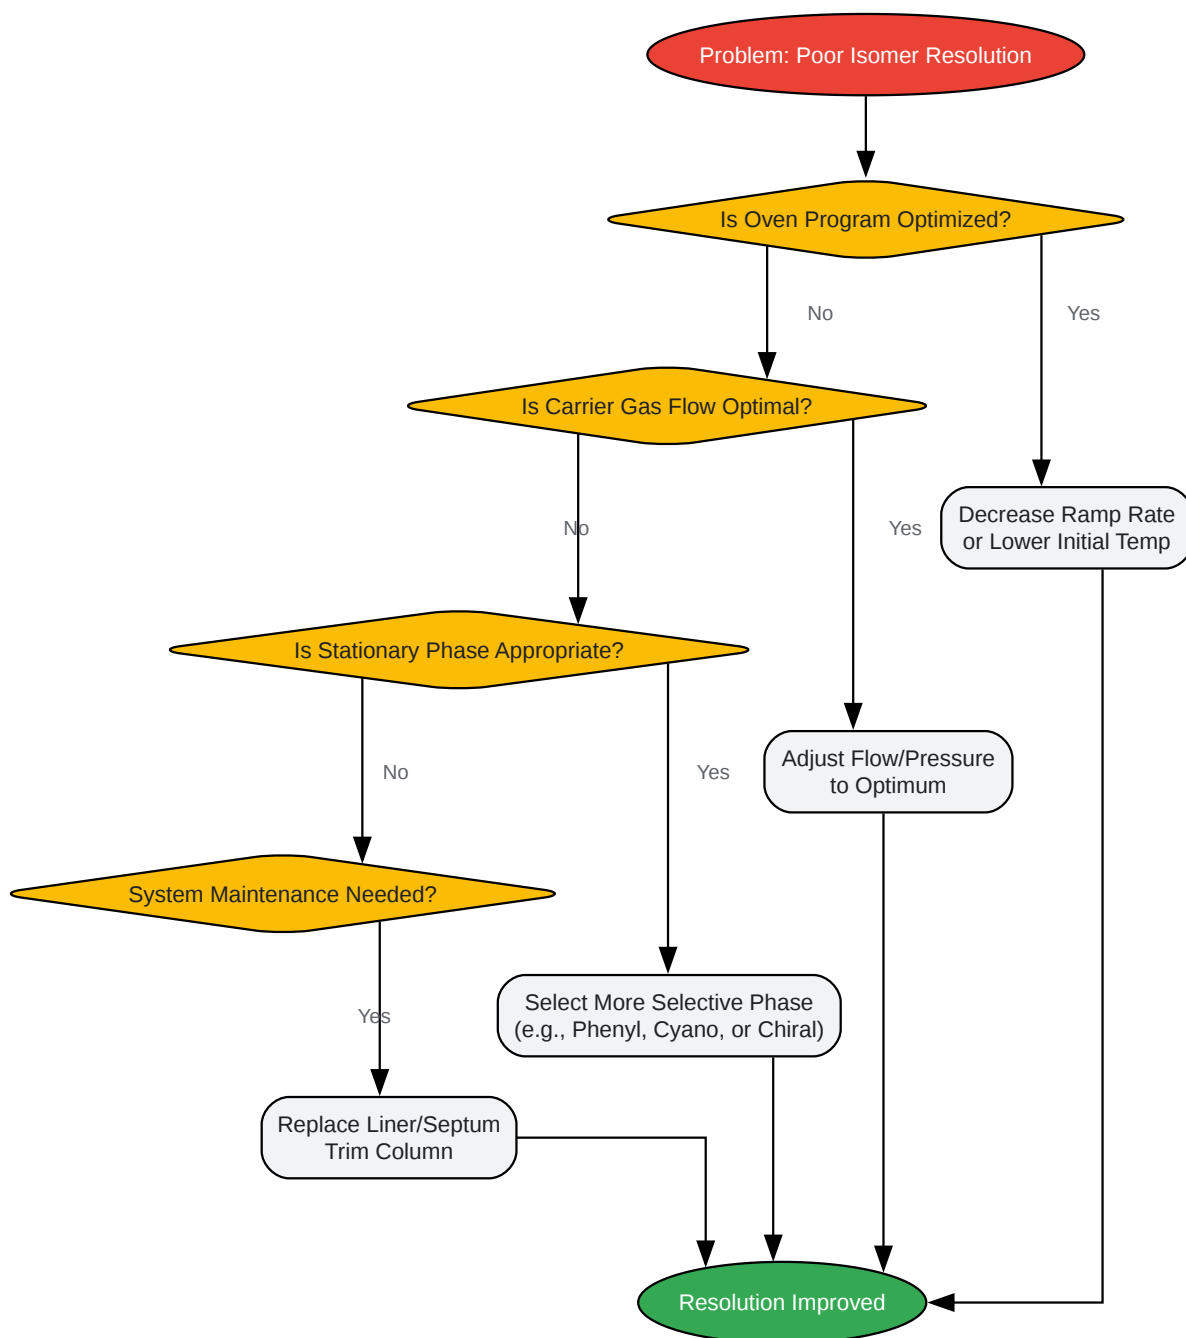 Problem: Poor Isomer Resolution
Is Oven Program Optimized?
No
Yes
Is Carrier Gas Flow Optimal?
No
Yes
Decrease Ramp Rate
or Lower Initial Temp
Is Stationary Phase Appropriate?
No
Yes
Adjust Flow/Pressure
to Optimum
System Maintenance Needed?
Yes
Select More Selective Phase
(e.g., Phenyl, Cyano, or Chiral)
Replace Liner/Septum
Trim Column
Resolution Improved